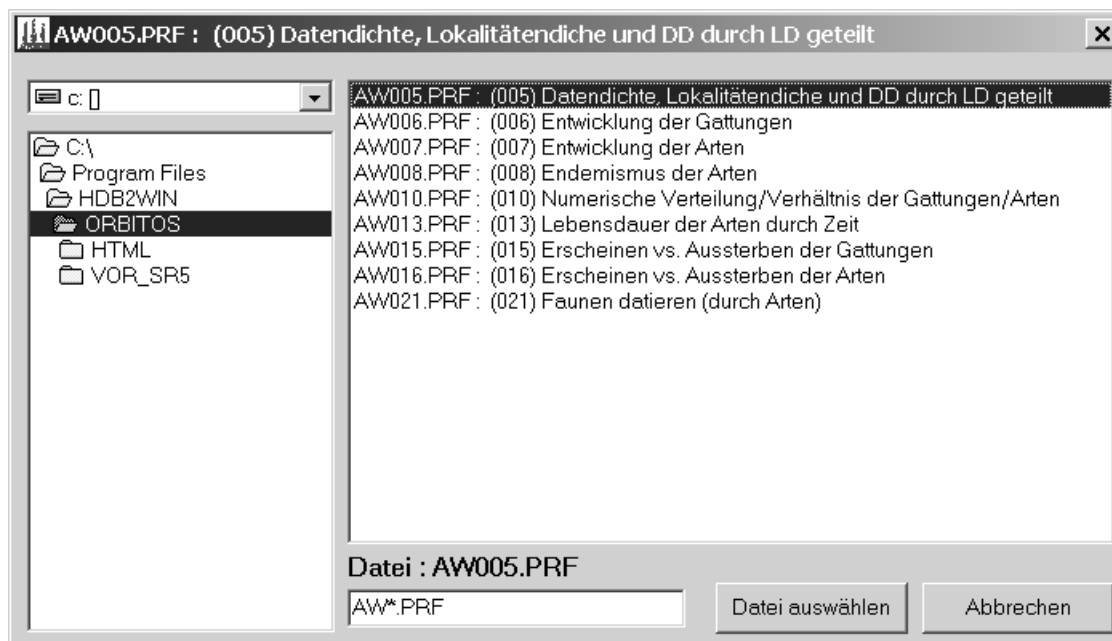 AW005.PRF : (005) Datendichte, Lokalitätendiche und DD durch LD geteilt
c: []
C:\
Program Files
HDB2WIN
ORBITOS
HTML
VOR_SR5
AW005.PRF : (005) Datendichte, Lokalitätendiche und DD durch LD geteilt
AW006.PRF : (006) Entwicklung der Gattungen
AW007.PRF : (007) Entwicklung der Arten
AW008.PRF : (008) Endemismus der Arten
AW010.PRF : (010) Numerische Verteilung/Verhältnis der Gattungen/Arten
AW013.PRF : (013) Lebensdauer der Arten durch Zeit
AW015.PRF : (015) Erscheinen vs. Aussterben der Gattungen
AW016.PRF : (016) Erscheinen vs. Aussterben der Arten
AW021.PRF : (021) Faunen datieren (durch Arten)
Datei : AW005.PRF
AW*.PRF
Datei auswählen
Abbrechen